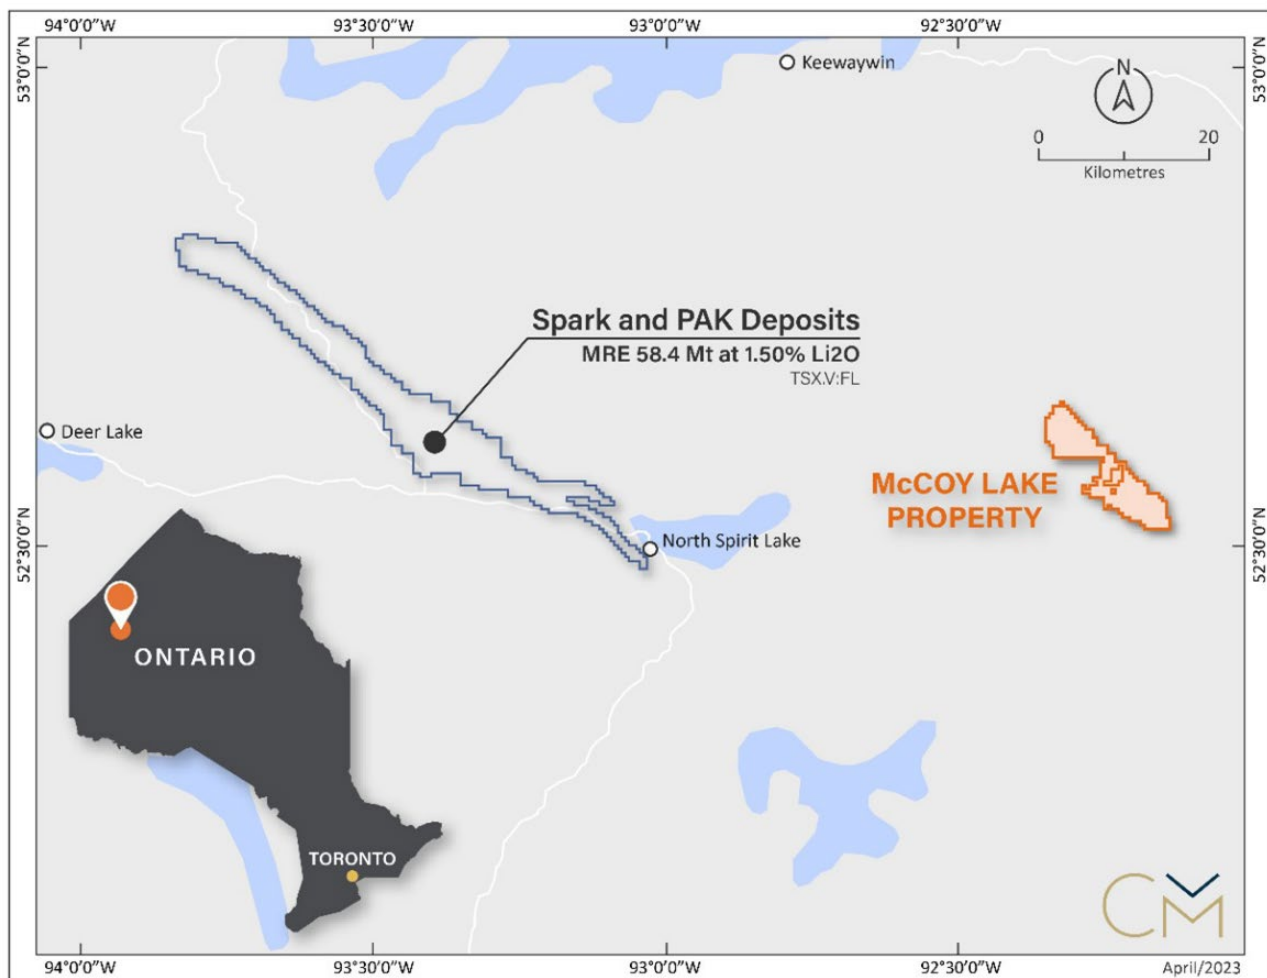 94°0'0"W 93°30'0"W 93°0'0"W 92°30'0"W
53°0'0"N
53°0'0"N
Keewaywin
N
0 20
Kilometres
Spark and PAK Deposits
MRE 58.4 Mt at 1.50% Li2O
TSX.V:FL
Deer Lake
McCOY LAKE
PROPERTY
North Spirit Lake
52°30'0"N
52°30'0"N
ONTARIO
TORONTO
CM
94°0'0"W 93°30'0"W 93°0'0"W 92°30'0"W
April/2023